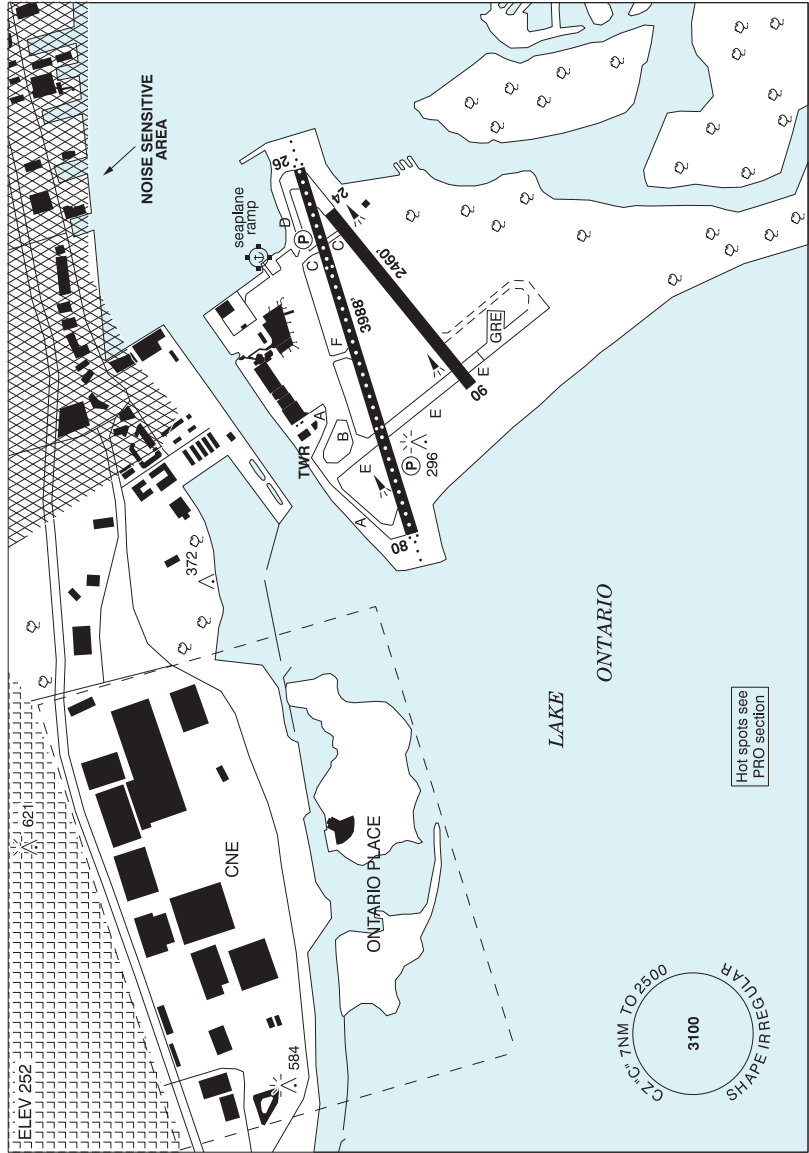 ELEV 252
621
NOISE SENSITIVE
AREA
372
584
CNE
seaplane
ramp
26
D
P
C
C
24
TWR
A
B
F
3988'
2460'
E
A
E
E
GRE
08
P
296
06
ONTARIO PLACE
LAKE
ONTARIO
CZ "C" 7NM TO 2500
3100
SHAPE IRREGULAR
Hot spots see
PRO section